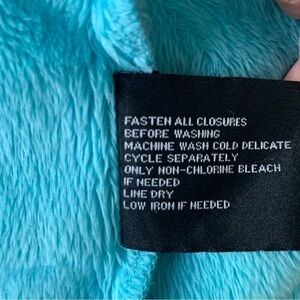 FASTEN ALL CLOSURES
BEFORE WASHING
MACHINE WASH COLD DELICATE
CYCLE SEPARATELY
ONLY NON-CHLORINE BLEACH
IF NEEDED
LINE DRY
LOW IRON IF NEEDED